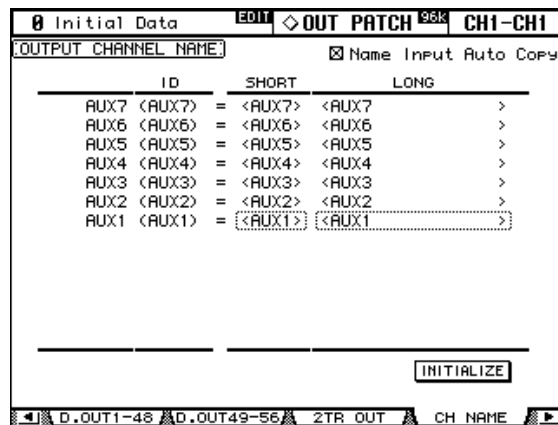 0 Initial Data EDIT ◇OUT PATCH 96k CH1-CH1
OUTPUT CHANNEL NAME
☒ Name Input Auto Copy
ID SHORT LONG
AUX7 (AUX7) = <AUX7> <AUX7 >
AUX6 (AUX6) = <AUX6> <AUX6 >
AUX5 (AUX5) = <AUX5> <AUX5 >
AUX4 (AUX4) = <AUX4> <AUX4 >
AUX3 (AUX3) = <AUX3> <AUX3 >
AUX2 (AUX2) = <AUX2> <AUX2 >
AUX1 (AUX1) = <AUX1> <AUX1 >
INITIALIZE
D.OUT1-48 D.OUT49-56 2TR OUT CH NAME